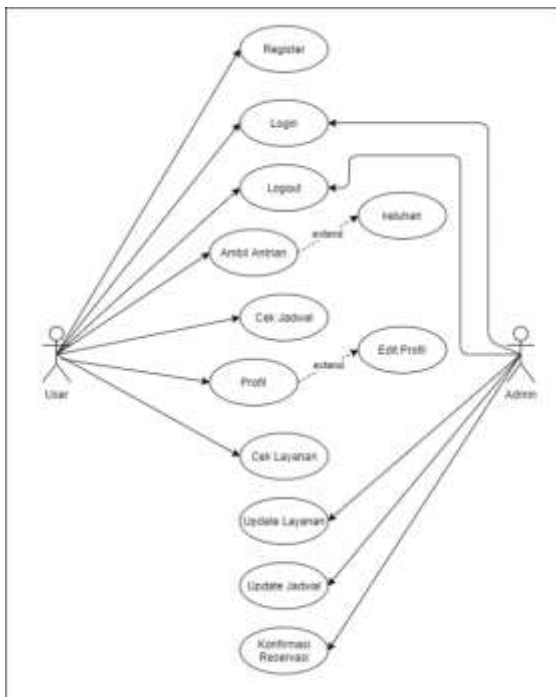 Register
Login
Logout
keluhan
extend
Ambil Antrian
Cek Jadwal
Edit Profil
extend
Profil
User
Admin
Cek Layanan
Update Layanan
Update Jadwal
Konfirmasi
Reservasi